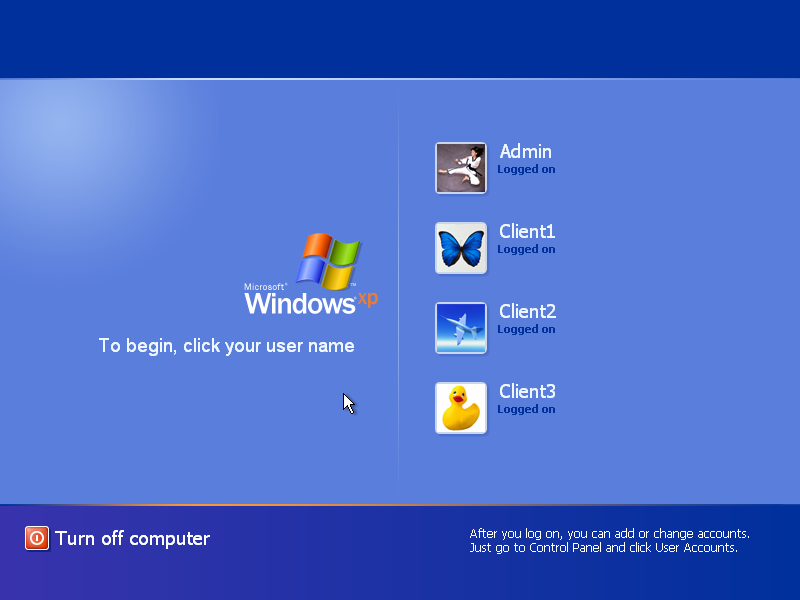 Microsoft®
Windows xp™
To begin, click your user name
Admin
Logged on
Client1
Logged on
Client2
Logged on
Client3
Logged on
Turn off computer
After you log on, you can add or change accounts.
Just go to Control Panel and click User Accounts.